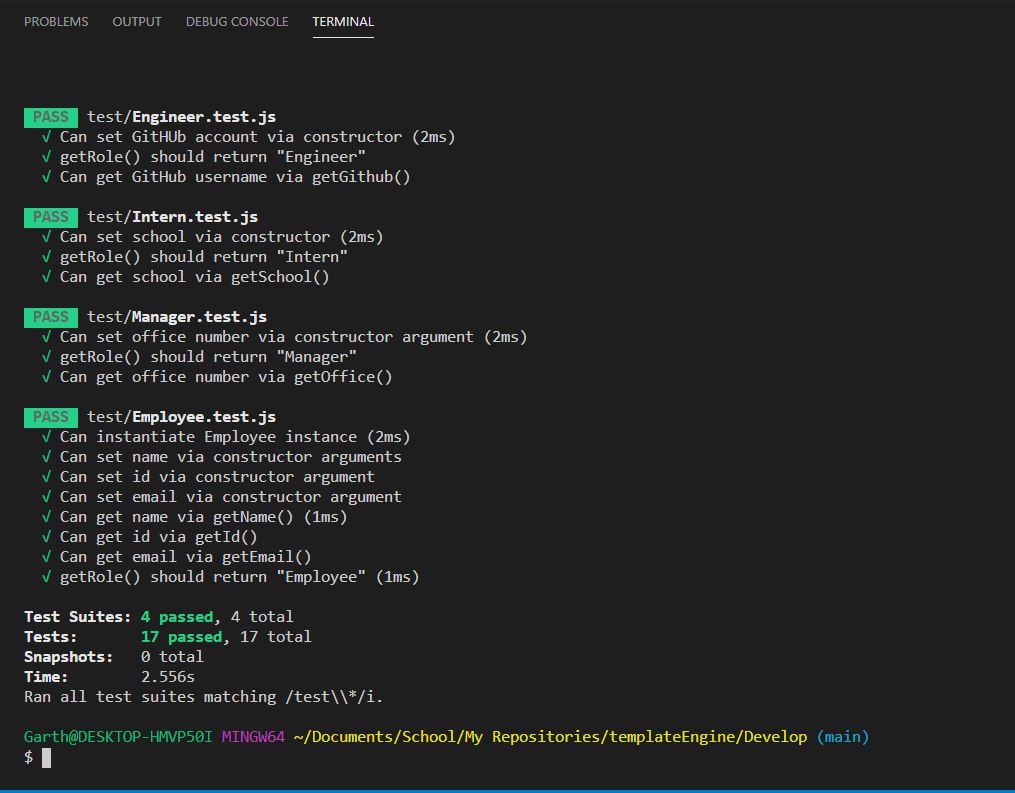 PROBLEMS OUTPUT DEBUG CONSOLE TERMINAL
PASS test/Engineer.test.js
√ Can set GitHUb account via constructor (2ms)
√ getRole() should return "Engineer"
√ Can get GitHub username via getGithub()
PASS test/Intern.test.js
√ Can set school via constructor (2ms)
√ getRole() should return "Intern"
√ Can get school via getSchool()
PASS test/Manager.test.js
√ Can set office number via constructor argument (2ms)
√ getRole() should return "Manager"
√ Can get office number via getOffice()
PASS test/Employee.test.js
√ Can instantiate Employee instance (2ms)
√ Can set name via constructor arguments
√ Can set id via constructor argument
√ Can set email via constructor argument
√ Can get name via getName() (1ms)
√ Can get id via getId()
√ Can get email via getEmail()
√ getRole() should return "Employee" (1ms)
Test Suites: 4 passed, 4 total
Tests: 17 passed, 17 total
Snapshots: 0 total
Time: 2.556s
Ran all test suites matching /test\\*/i.
Garth@DESKTOP-HMVP50I MINGW64 ~/Documents/School/My Repositories/templateEngine/Develop (main)
$